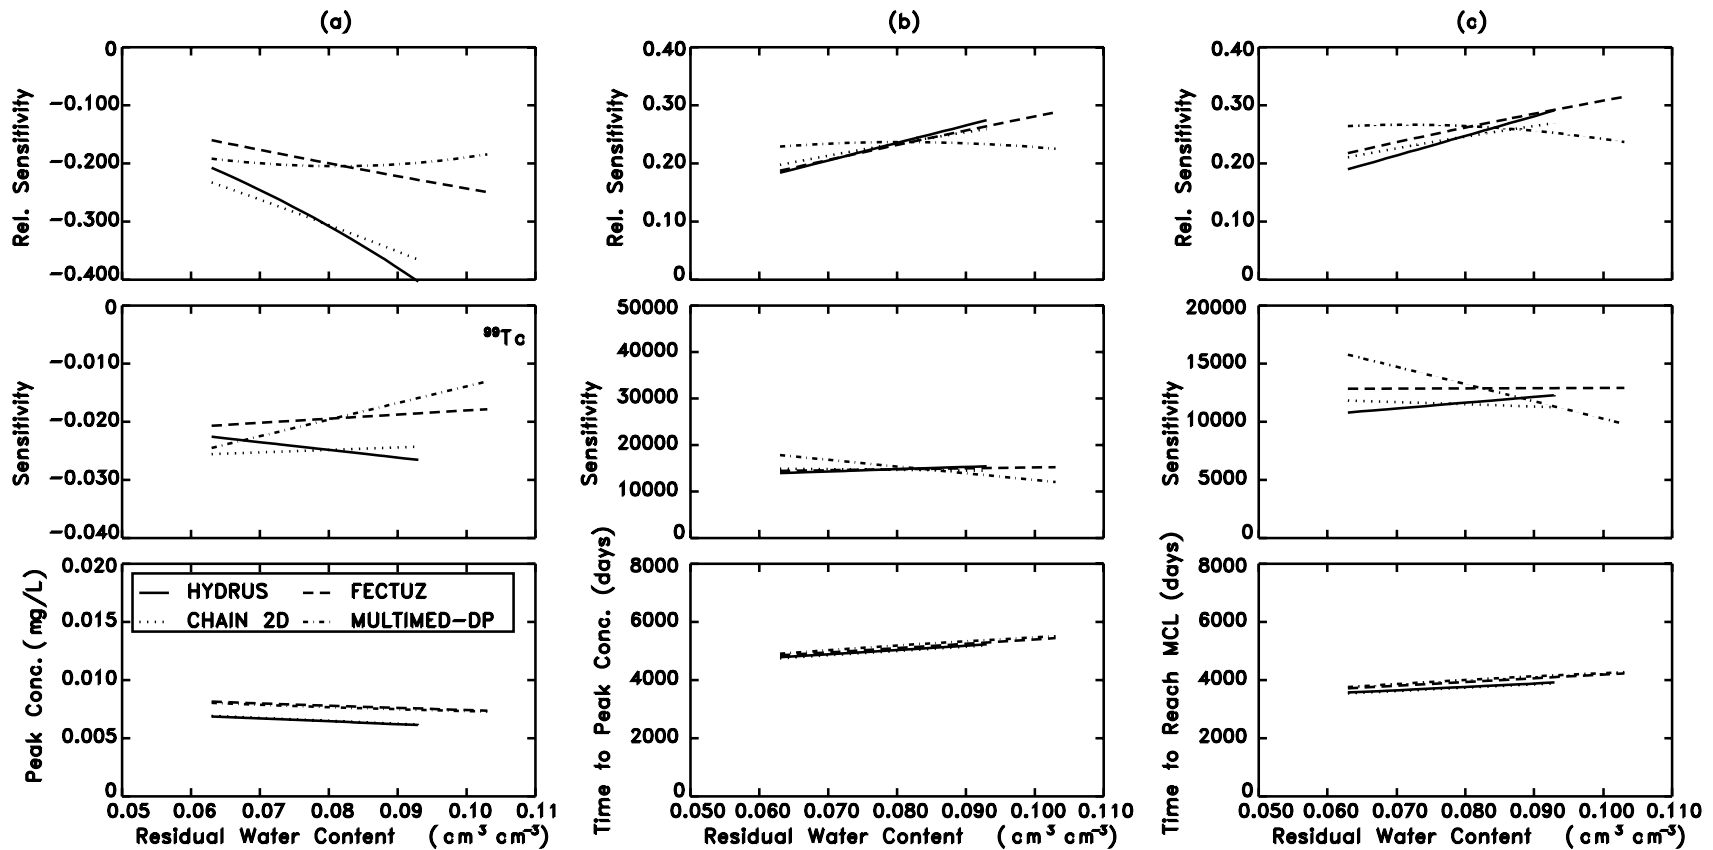 (a) (b) (c)
0 0.40 0.40
−0.100 0.30 0.30
−0.200 0.20 0.20
−0.300 0.10 0.10
−0.400 0 0
Rel. Sensitivity Rel. Sensitivity Rel. Sensitivity
0 50000 20000
⁹⁹Tc
−0.010 40000 15000
30000
−0.020 20000 10000
−0.030 10000 5000
−0.040 0 0
Sensitivity Sensitivity Sensitivity
0.020 8000 8000
HYDRUS FECTUZ
CHAIN 2D MULTIMED−DP
0.015 6000 6000
0.010 4000 4000
0.005 2000 2000
0 0 0
Peak Conc. (mg/L) Time to Peak Conc. (days) Time to Reach MCL (days)
0.05 0.06 0.07 0.08 0.09 0.10 0.11 0.050 0.060 0.070 0.080 0.090 0.100 0.110 0.050 0.060 0.070 0.080 0.090 0.100 0.110
Residual Water Content (cm³ cm⁻³) Residual Water Content (cm³ cm⁻³) Residual Water Content (cm³ cm⁻³)